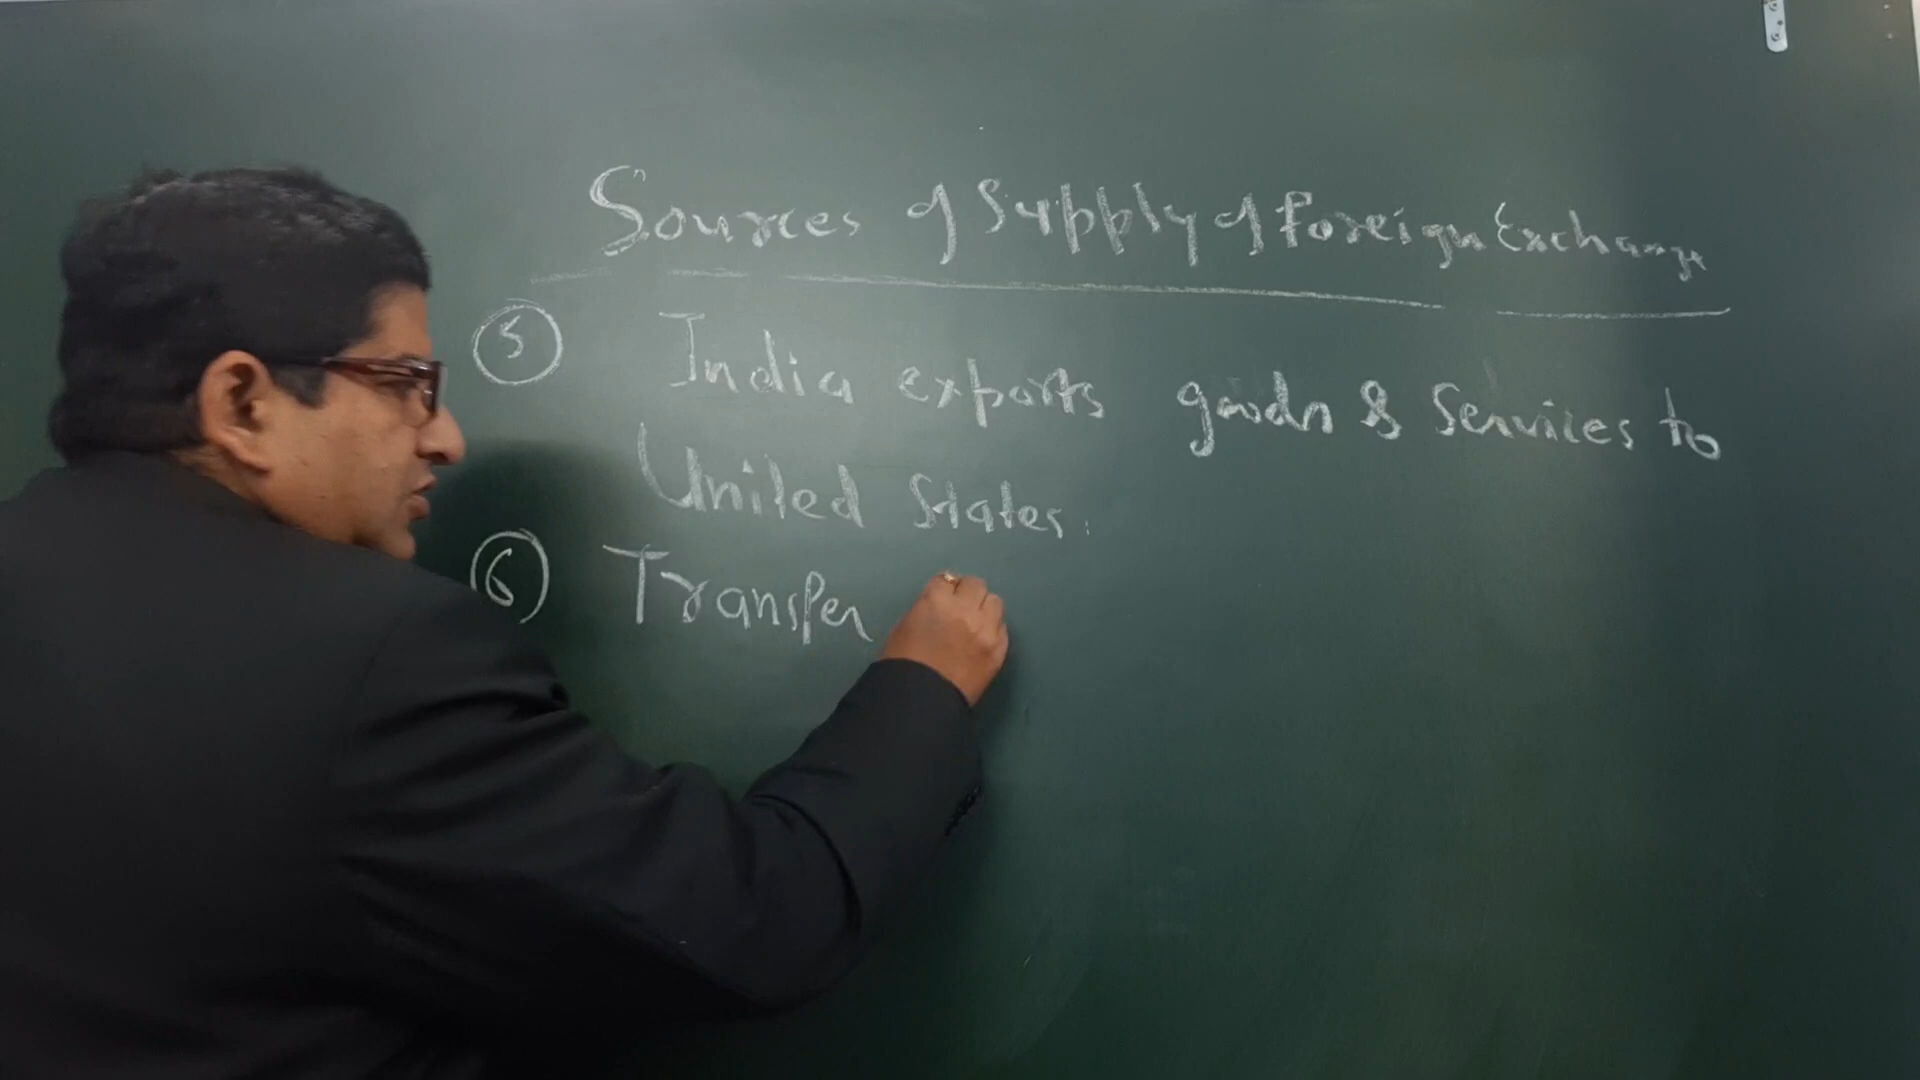 Sources of Supply of Foreign Exchange
5 India exports goods & Services to
United States.
6 Transfer